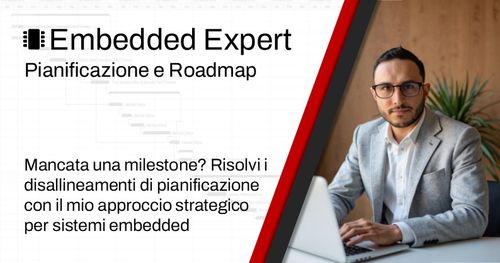 Embedded Expert
Pianificazione e Roadmap
Mancata una milestone? Risolvi i
disallineamenti di pianificazione
con il mio approccio strategico
per sistemi embedded